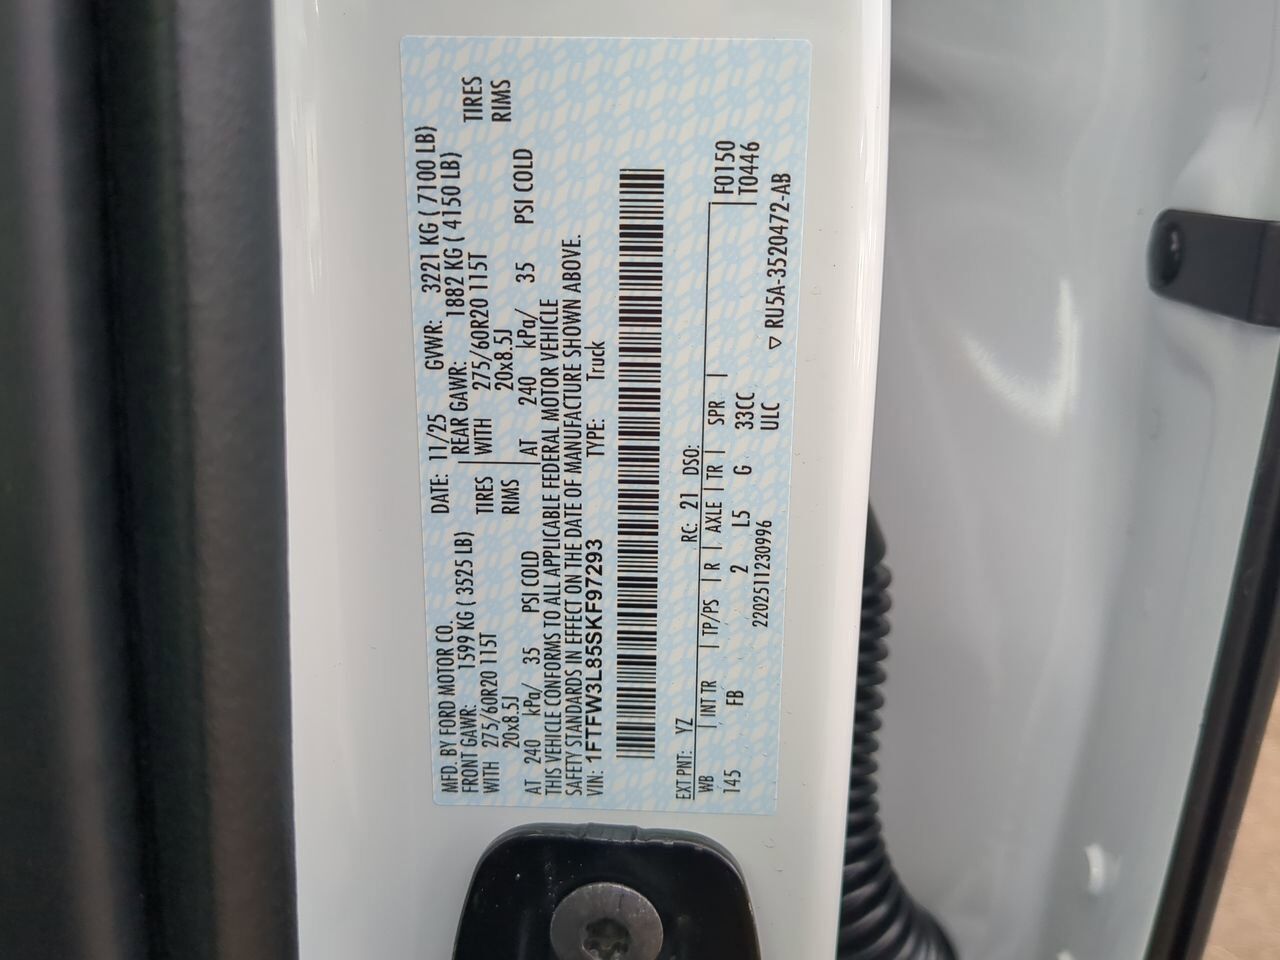 MFD. BY FORD MOTOR CO. DATE: 11/25 GVWR: 3221 KG ( 7100 LB)
FRONT GAWR: 1599 KG ( 3525 LB) REAR GAWR: 1882 KG ( 4150 LB)
WITH 275/60R20 115T TIRES WITH 275/60R20 115T TIRES
20x8.5J RIMS 20x8.5J RIMS
AT 240 kPa/ 35 PSI COLD AT 240 kPa/ 35 PSI COLD
THIS VEHICLE CONFORMS TO ALL APPLICABLE FEDERAL MOTOR VEHICLE
SAFETY STANDARDS IN EFFECT ON THE DATE OF MANUFACTURE SHOWN ABOVE.
VIN: 1FTFW3L85SKF97293 TYPE: Truck
EXT PNT: YZ RC: 21 DSO:
WB | INT TR | TP/PS | R | AXLE | TR | SPR | F0150
145 FB 2 L5 G 33CC T0446
2202511230996 ULC ▽ RU5A-3520472-AB